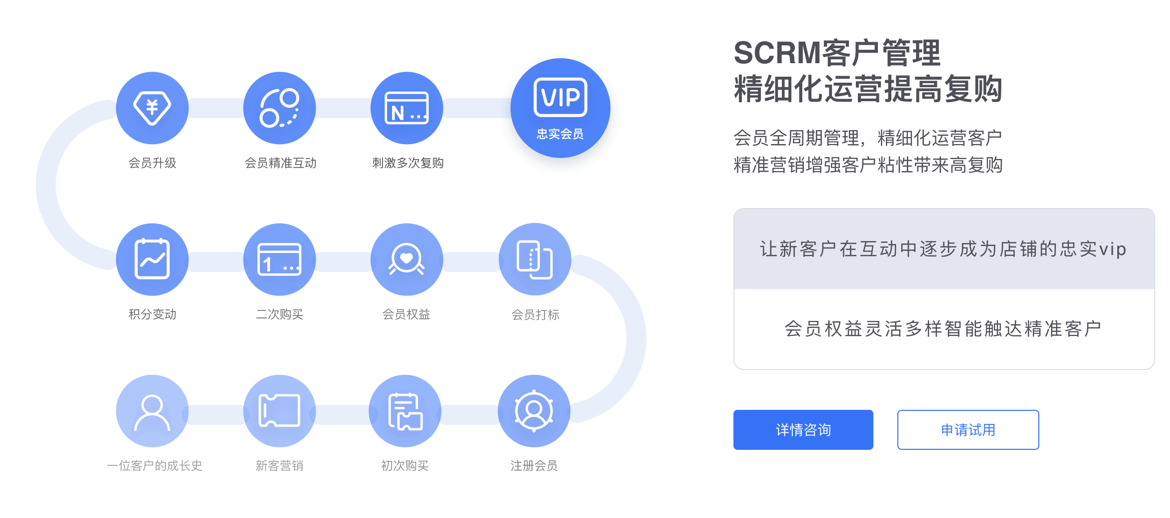 VIP
忠实会员
N
会员升级
会员精准互动
刺激多次复购
1
积分变动
二次购买
会员权益
会员打标
一位客户的成长史
新客营销
初次购买
注册会员
SCRM客户管理
精细化运营提高复购
会员全周期管理，精细化运营客户
精准营销增强客户粘性带来高复购
让新客户在互动中逐步成为店铺的忠实vip
会员权益灵活多样智能触达精准客户
详情咨询
申请试用